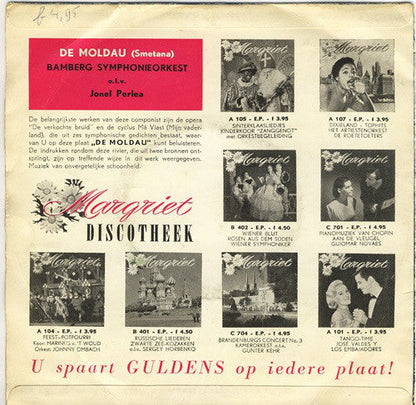 f 4,95
DE MOLDAU (Smetana)
BAMBERG SYMPHONIEORKEST
o.l.v.
Jonel Perlea
De belangrijkste werken van deze componist zijn de opera
"De verkochte bruid" en de cyclus Má Vlast (Mijn vader-
land), de uit zes symphonische gedichten bestaat, waar-
van U op deze plaat „DE MOLDAU" kunt beluisteren.
De indrukken rondom deze rivier, die uit twee bronnen ont-
springt, zijn op treffende wijze in dit werk weergegeven.
Muziek van onvergetelijke schoonheid.
Margriet
DISCOTHEEK
Margriet
A 105 - E.P. - f 3.95
SINTERKLAASLIEDJES
KINDERKOOR "ZANGGENOT"
met ORKESTBEGELEIDING
Margriet
A 107 - E.P. - f 3.95
DIXIELAND - TOPHITS
HET ARTIESTENORKEST
DE ROETETOETERS
Margriet
B 402 - E.P. - f 4.50
WIENER BLUT
ROSEN AUS DEM SÜDEN
WIENER SYMPHONIKER
Margriet
C 701 - E.P. - f 4.95
PIANOMUZIEK VAN CHOPIN
AAN DE VLEUGEL
GUIOMAR NOVAES
Margriet
A 104 - E.P. - f 3.95
FEEST-POTPOURRI
Koor: MARINUS v. 'T WOUD
Orkest JOHNNY OMBACH
Margriet
B 401 - E.P. - f 4.50
RUSSISCHE LIEDEREN
ZWARTE ZEE-KOZAKKEN
o.l.v. SERGEY HORBENKO
Margriet
C 704 - E.P. - f 4.95
BRANDENBURGS CONCERT No. 3
KAMERORKEST o.l.v.
GÜNTER KEHR
Margriet
A 101 - E.P. - f 3.95
TANGO-TIME
JOSÉ VALDES Y
LOS EMBAJADORES
U spaart GULDENS op iedere plaat!